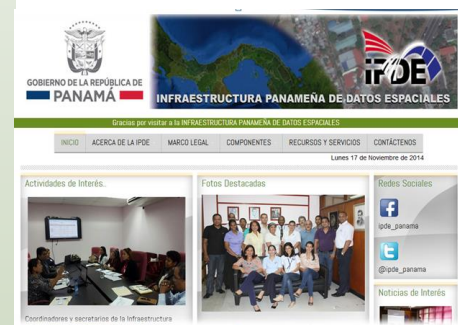 GOBIERNO DE LA REPÚBLICA DE
PANAMÁ
iPDE
INFRAESTRUCTURA PANAMEÑA DE DATOS ESPACIALES
Gracias por visitar a la INFRAESTRUCTURA PANAMEÑA DE DATOS ESPACIALES
INICIO ACERCA DE LA IPDE MARCO LEGAL COMPONENTES RECURSOS Y SERVICIOS CONTÁCTENOS
Lunes 17 de Noviembre de 2014
Actividades de Interés.
Fotos Destacadas
Redes Sociales
ipde_panama
@ipde_panama
Noticias de Interés
Coordinadores y secretarios de la Infraestructura